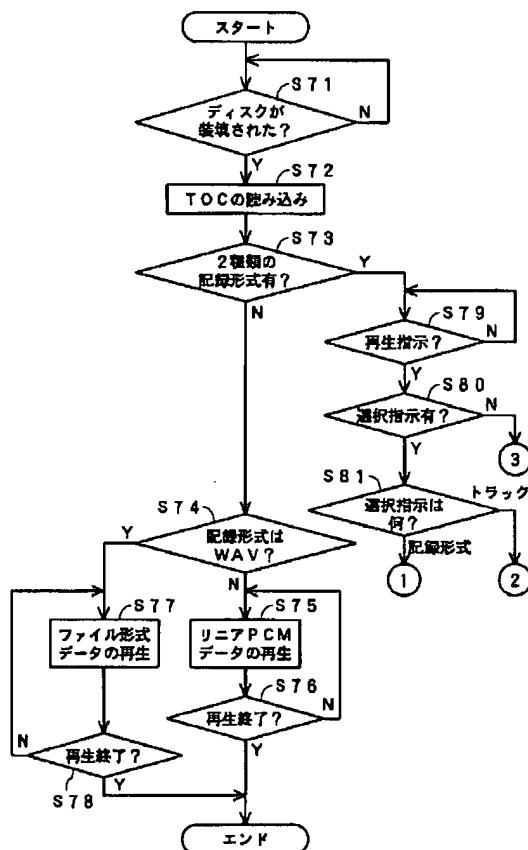 スタート
S71
ディスクが
装填された?
N
Y
S72
TOCの読み込み
S73
2種類の
記録形式有?
Y
N
S79
再生指示?
N
Y
S80
選択指示有?
N
Y
3
S81
選択指示は
何?
トラック
記録形式
1
2
S74
記録形式は
WAV?
Y
N
S77
ファイル形式
データの再生
S75
リニアPCM
データの再生
S76
再生終了?
N
Y
再生終了?
N
Y
S78
エンド